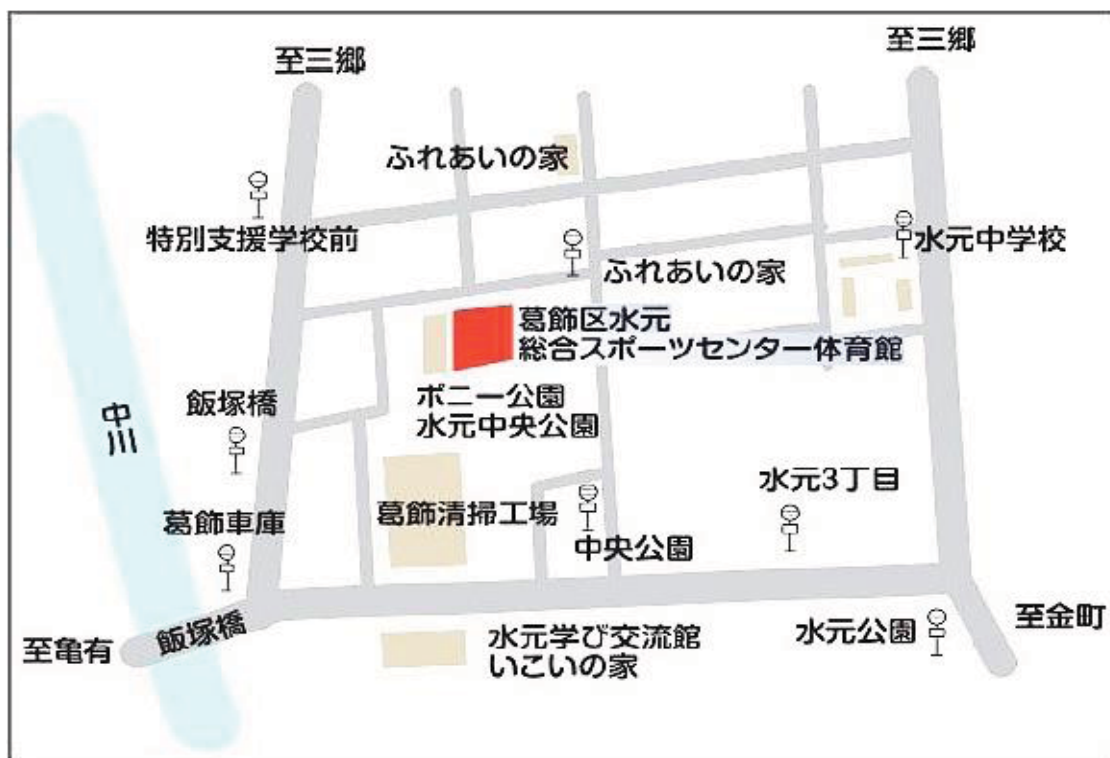 至三郷
至三郷
ふれあいの家
特別支援学校前
水元中学校
ふれあいの家
葛飾区水元
総合スポーツセンター体育館
ポニー公園
水元中央公園
飯塚橋
中川
水元3丁目
葛飾清掃工場
葛飾車庫
中央公園
飯塚橋
至亀有
水元学び交流館
いこいの家
水元公園
至金町